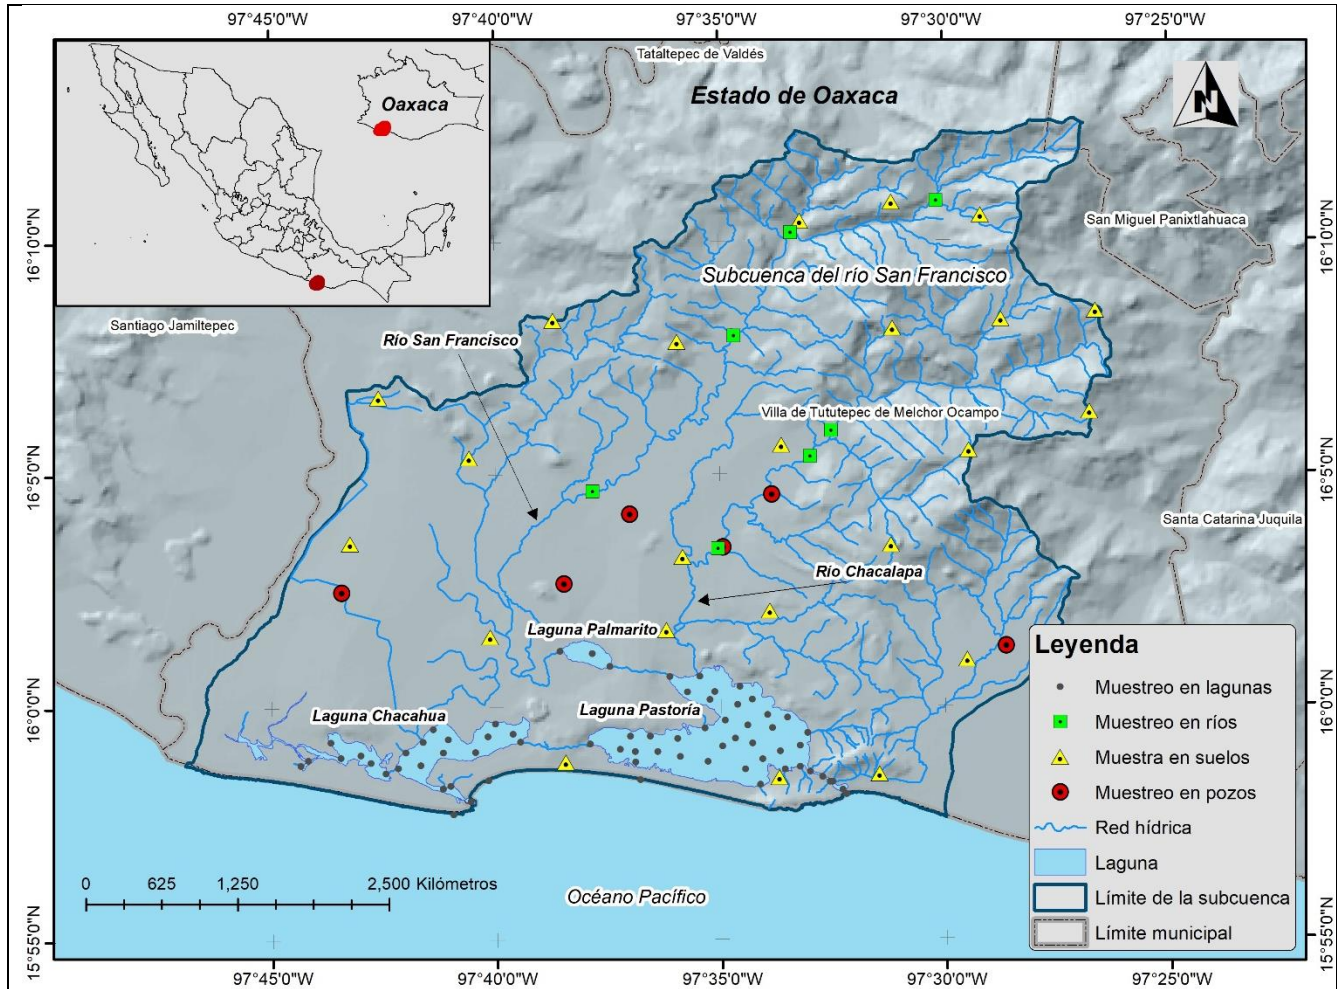 97°45'0"W 97°40'0"W 97°35'0"W 97°30'0"W 97°25'0"W
Tataltepec de Valdés
Estado de Oaxaca
Oaxaca
N
San Miguel Panixtlahuaca
16°10'0"N
16°10'0"N
Subcuenca del río San Francisco
Santiago Jamiltepec
Río San Francisco
Villa de Tututepec de Melchor Ocampo
16°5'0"N
16°5'0"N
Santa Catarina Juquila
Río Chacalapa
Laguna Palmarito
Laguna Pastoría
Laguna Chacahua
16°0'0"N
16°0'0"N
Leyenda
Muestreo en lagunas
Muestreo en ríos
Muestra en suelos
Muestreo en pozos
Red hídrica
Laguna
Límite de la subcuenca
Límite municipal
0 625 1,250 2,500 Kilómetros
Océano Pacífico
15°55'0"N
15°55'0"N
97°45'0"W 97°40'0"W 97°35'0"W 97°30'0"W 97°25'0"W